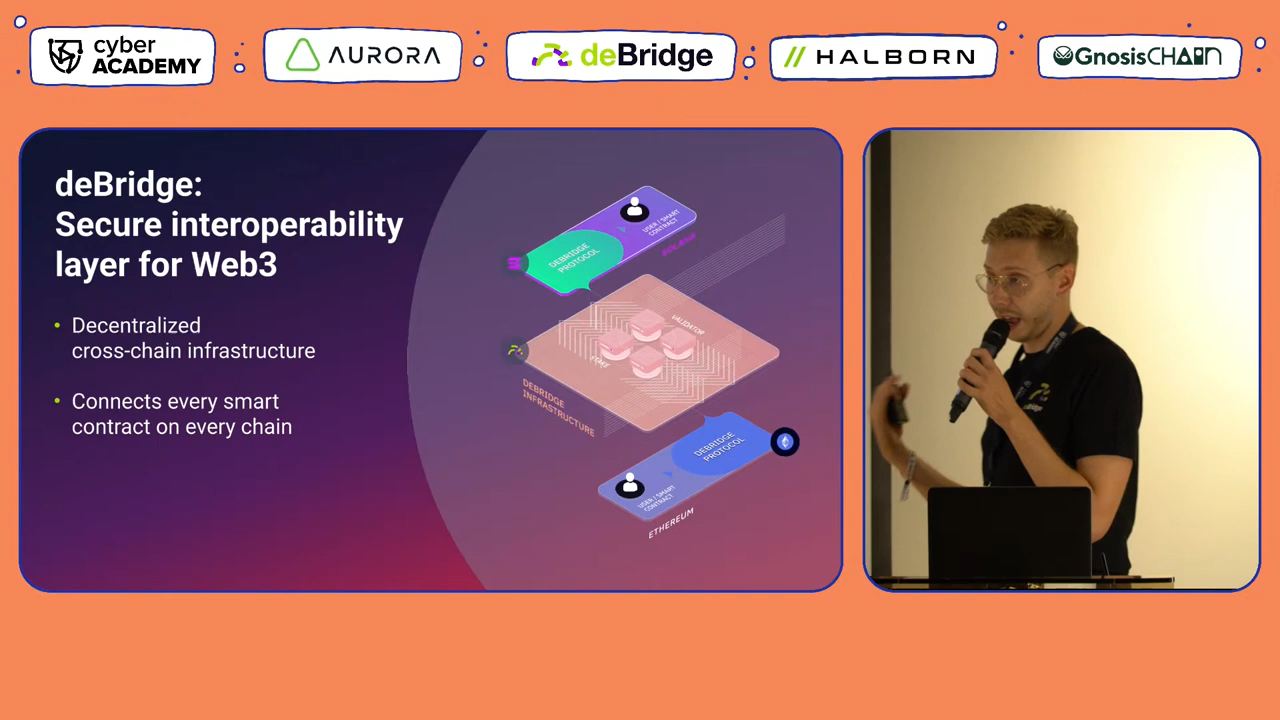 cyber
ACADEMY
AURORA
deBridge
HALBORN
GnosisCHAIN
deBridge:
Secure interoperability
layer for Web3
• Decentralized
cross-chain infrastructure
• Connects every smart
contract on every chain
USER / SMART
CONTRACT
DEBRIDGE
PROTOCOL
SOLANA
VALIDATOR
DEBRIDGE
INFRASTRUCTURE
DEBRIDGE
PROTOCOL
USER / SMART
CONTRACT
ETHEREUM